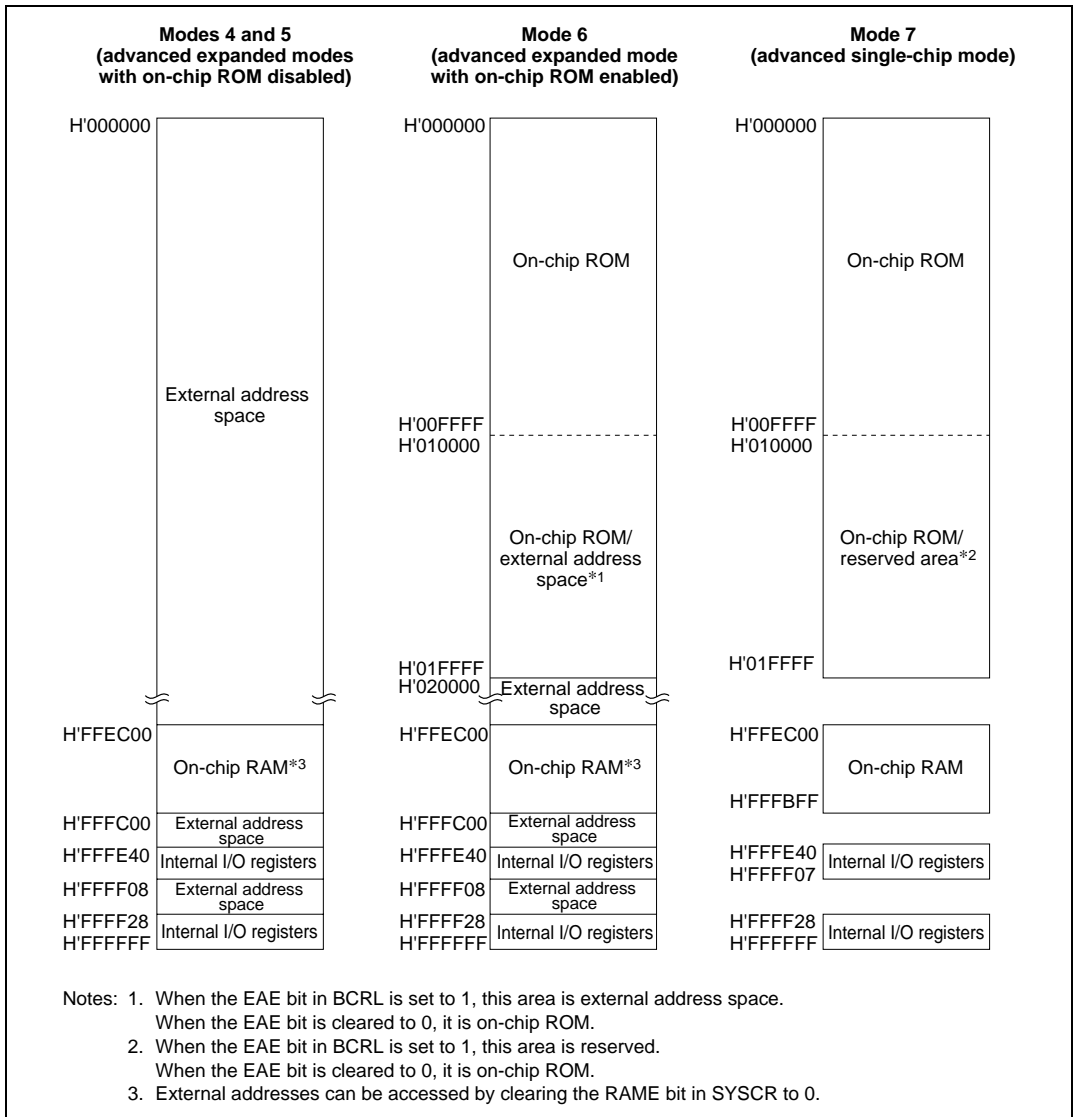 Modes 4 and 5
(advanced expanded modes
with on-chip ROM disabled)
H'000000
External address
space
H'FFEC00
On-chip RAM*3
H'FFFC00
External address
space
H'FFFE40
Internal I/O registers
H'FFFF08
External address
space
H'FFFF28
Internal I/O registers
H'FFFFFF
Mode 6
(advanced expanded mode
with on-chip ROM enabled)
H'000000
On-chip ROM
H'00FFFF
H'010000
On-chip ROM/
external address
space*1
H'01FFFF
H'020000
External address
space
H'FFEC00
On-chip RAM*3
H'FFFC00
External address
space
H'FFFE40
Internal I/O registers
H'FFFF08
External address
space
H'FFFF28
Internal I/O registers
H'FFFFFF
Mode 7
(advanced single-chip mode)
H'000000
On-chip ROM
H'00FFFF
H'010000
On-chip ROM/
reserved area*2
H'01FFFF
H'FFEC00
On-chip RAM
H'FFFBFF
H'FFFE40
Internal I/O registers
H'FFFF07
H'FFFF28
Internal I/O registers
H'FFFFFF
Notes: 1. When the EAE bit in BCRL is set to 1, this area is external address space.
When the EAE bit is cleared to 0, it is on-chip ROM.
2. When the EAE bit in BCRL is set to 1, this area is reserved.
When the EAE bit is cleared to 0, it is on-chip ROM.
3. External addresses can be accessed by clearing the RAME bit in SYSCR to 0.